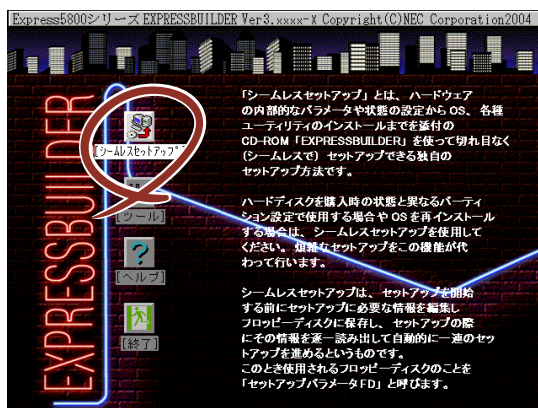 Express5800シリーズ EXPRESSBUILDER Ver3.xxxx-X Copyright(C)NEC Corporation2004
EXPRESSBUILDER
[シームレスセットアップ]
[ツール]
[ヘルプ]
[終了]
「シームレスセットアップ」とは、ハードウェア
の内部的なパラメータや状態の設定からOS、各種
ユーティリティのインストールまでを添付の
CD-ROM「EXPRESSBUILDER」を使って切れ目なく
(シームレスで) セットアップできる独自の
セットアップ方法です。
ハードディスクを購入時の状態と異なるパーティ
ション設定で使用する場合やOSを再インストール
する場合は、シームレスセットアップを使用して
ください。煩雑なセットアップをこの機能が代
わって行います。
シームレスセットアップは、セットアップを開始
する前にセットアップに必要な情報を編集し
フロッピーディスクに保存し、セットアップの際
にその情報を逐一読み出して自動的に一連のセッ
トアップを進めるというものです。
このとき使用されるフロッピーディスクのことを
「セットアップパラメータFD」と呼びます。